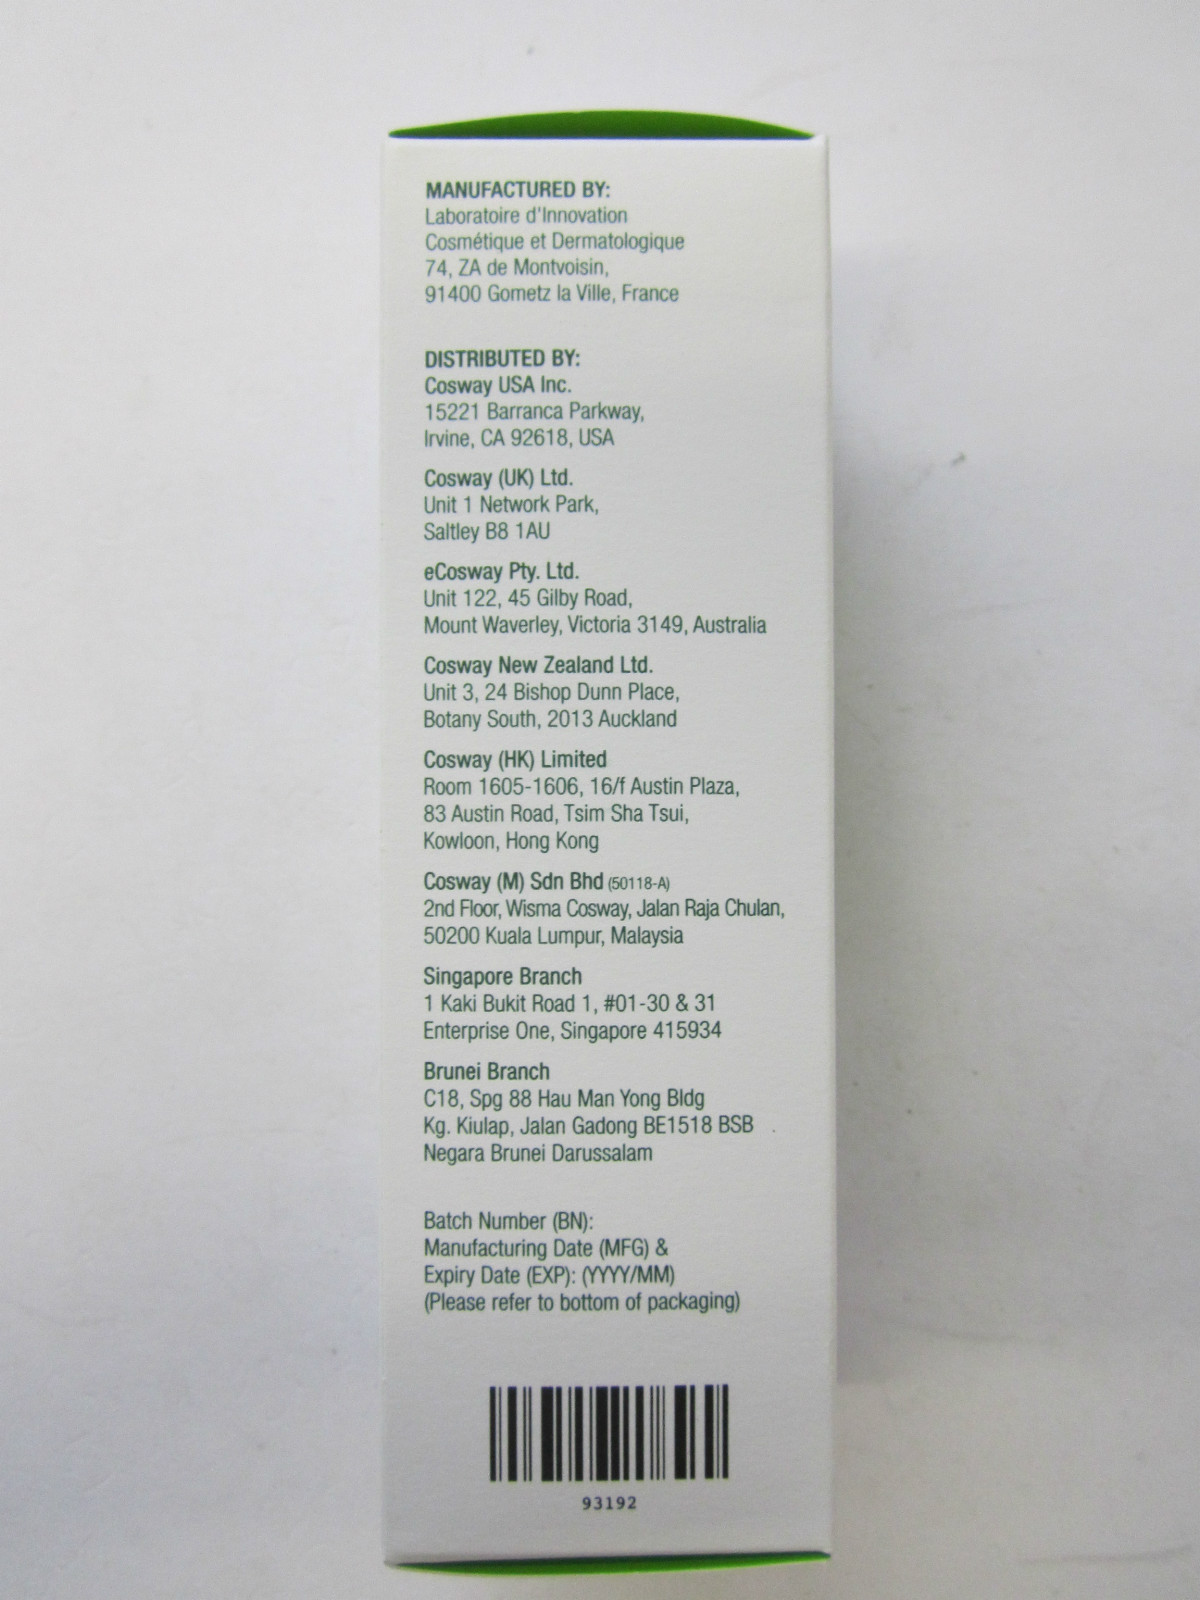 MANUFACTURED BY:
Laboratoire d'Innovation
Cosmétique et Dermatologique
74, ZA de Montvoisin,
91400 Gometz la Ville, France
DISTRIBUTED BY:
Cosway USA Inc.
15221 Barranca Parkway,
Irvine, CA 92618, USA
Cosway (UK) Ltd.
Unit 1 Network Park,
Saltley B8 1AU
eCosway Pty. Ltd.
Unit 122, 45 Gilby Road,
Mount Waverley, Victoria 3149, Australia
Cosway New Zealand Ltd.
Unit 3, 24 Bishop Dunn Place,
Botany South, 2013 Auckland
Cosway (HK) Limited
Room 1605-1606, 16/f Austin Plaza,
83 Austin Road, Tsim Sha Tsui,
Kowloon, Hong Kong
Cosway (M) Sdn Bhd (50118-A)
2nd Floor, Wisma Cosway, Jalan Raja Chulan,
50200 Kuala Lumpur, Malaysia
Singapore Branch
1 Kaki Bukit Road 1, #01-30 & 31
Enterprise One, Singapore 415934
Brunei Branch
C18, Spg 88 Hau Man Yong Bldg
Kg. Kiulap, Jalan Gadong BE1518 BSB
Negara Brunei Darussalam
Batch Number (BN):
Manufacturing Date (MFG) &
Expiry Date (EXP): (YYYY/MM)
(Please refer to bottom of packaging)
93192